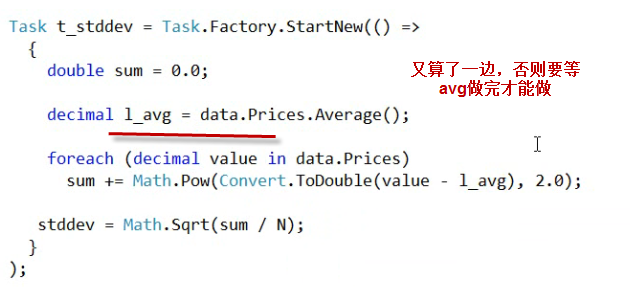 Task t_stddev = Task.Factory.StartNew(() =>
{
double sum = 0.0;
又算了一边，否则要等
avg做完才能做
decimal l_avg = data.Prices.Average();
foreach (decimal value in data.Prices)
sum += Math.Pow(Convert.ToDouble(value - l_avg), 2.0);
stddev = Math.Sqrt(sum / N);
}
);